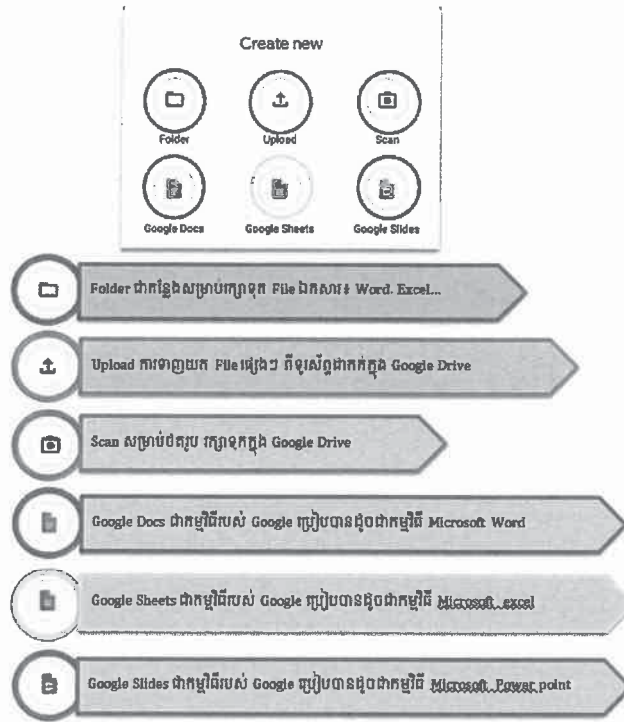 Create new
Folder Upload Scan
Google Docs Google Sheets Google Slides
Folder ជាកន្លែងសម្រាប់រក្សាទុក File ឯកសារ៖ Word. Excel...
Upload ការទាញយក File ផ្សេងៗ ពីទូរស័ព្ទដាក់ក្នុង Google Drive
Scan សម្រាប់ថតរូប រក្សាទុកក្នុង Google Drive
Google Docs ជាកម្មវិធីរបស់ Google ប្រៀបបានដូចជាកម្មវិធី Microsoft Word
Google Sheets ជាកម្មវិធីរបស់ Google ប្រៀបបានដូចជាកម្មវិធី Microsoft excel
Google Slides ជាកម្មវិធីរបស់ Google ប្រៀបបានដូចជាកម្មវិធី Microsoft Power point